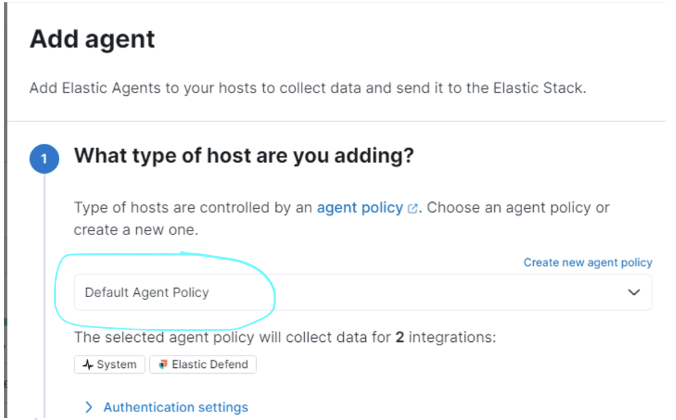 Add agent
Add Elastic Agents to your hosts to collect data and send it to the Elastic Stack.
1 What type of host are you adding?
Type of hosts are controlled by an agent policy. Choose an agent policy or
create a new one.
Create new agent policy
Default Agent Policy
The selected agent policy will collect data for 2 integrations:
System Elastic Defend
Authentication settings